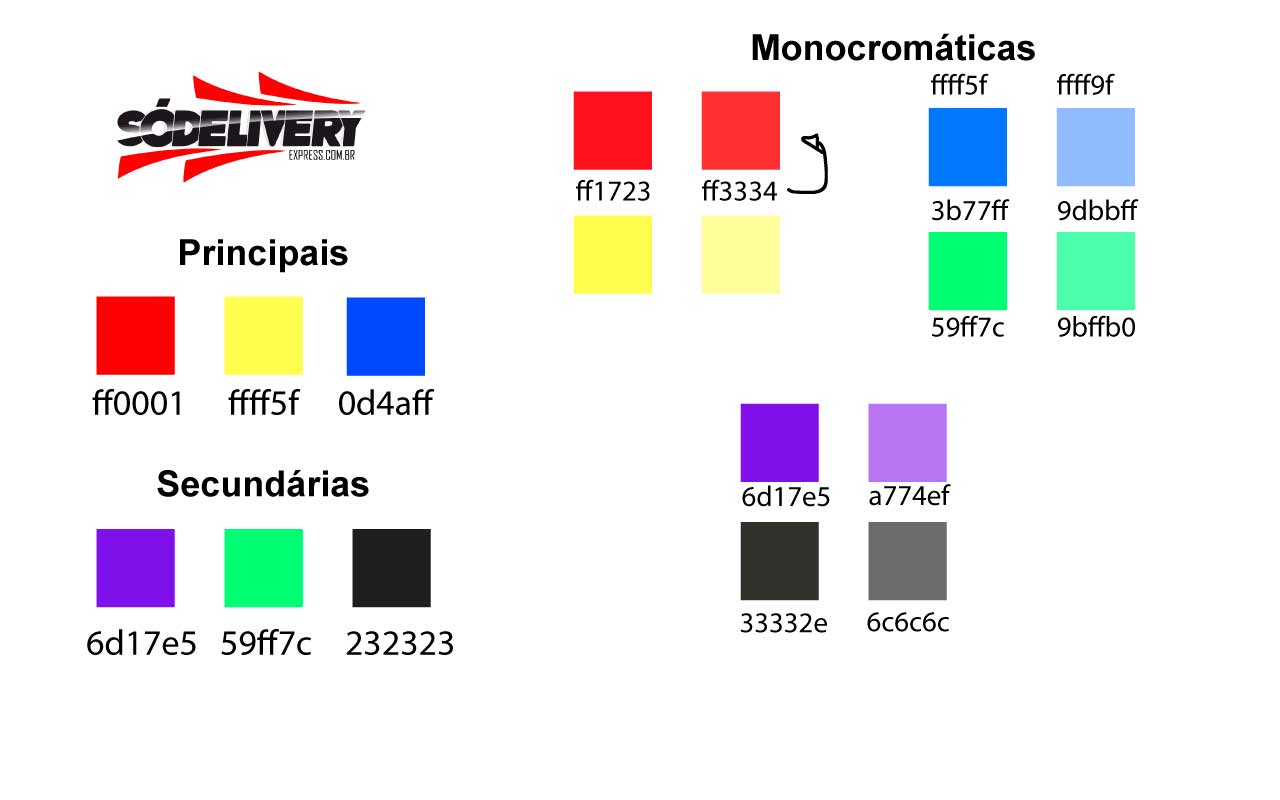 SÓDELIVERY
EXPRESS.COM.BR
Principais
ff0001 ffff5f 0d4aff
Secundárias
6d17e5 59ff7c 232323
Monocromáticas
ff1723 ff3334
ffff5f ffff9f
3b77ff 9dbbff
59ff7c 9bffb0
6d17e5 a774ef
33332e 6c6c6c